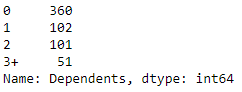 0     360
1     102
2     101
3+     51
Name: Dependents, dtype: int64